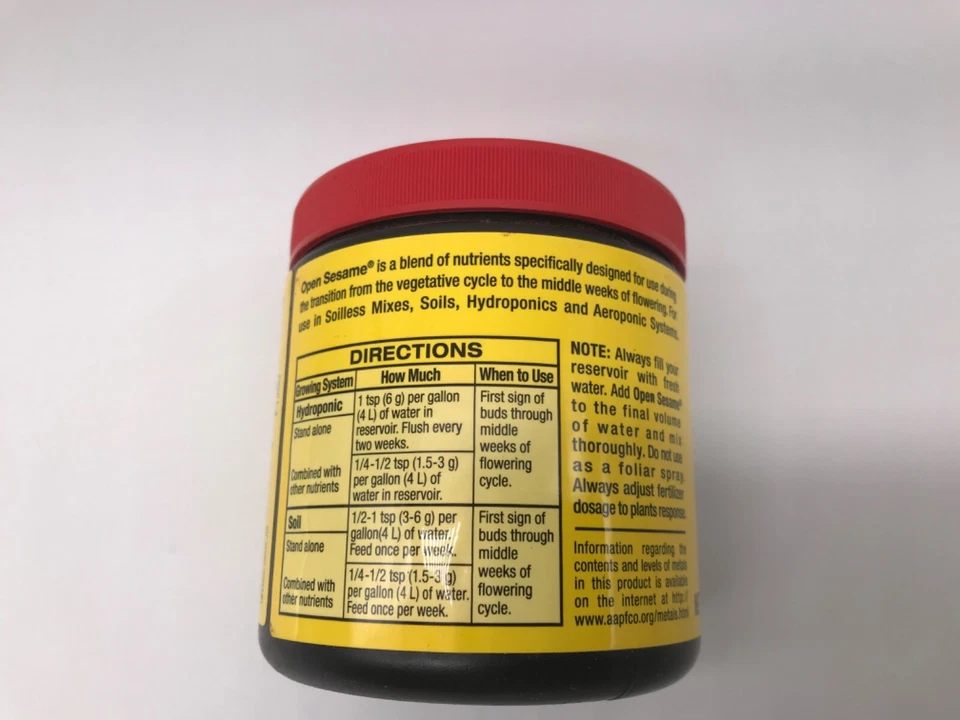 Open Sesame® is a blend of nutrients specifically designed for use during
the transition from the vegetative cycle to the middle weeks of flowering. For
use in Soilless Mixes, Soils, Hydroponics and Aeroponic Systems.
DIRECTIONS
Growing System How Much When to Use
Hydroponic
Stand alone
1 tsp (6 g) per gallon
(4 L) of water in
reservoir. Flush every
two weeks.
Combined with
other nutrients
1/4-1/2 tsp (1.5-3 g)
per gallon (4 L) of
water in reservoir.
First sign of
buds through
middle
weeks of
flowering
cycle.
Soil
Stand alone
1/2-1 tsp (3-6 g) per
gallon(4 L) of water.
Feed once per week.
Combined with
other nutrients
1/4-1/2 tsp (1.5-3 g)
per gallon (4 L) of water.
Feed once per week.
First sign of
buds through
middle
weeks of
flowering
cycle.
NOTE: Always fill your
reservoir with fresh
water. Add Open Sesame®
to the final volume
of water and mix
thoroughly. Do not use
as a foliar spray.
Always adjust fertilizer
dosage to plants response.
Information regarding the
contents and levels of metals
in this product is available
on the internet at http://
www.aapfco.org/metals.html